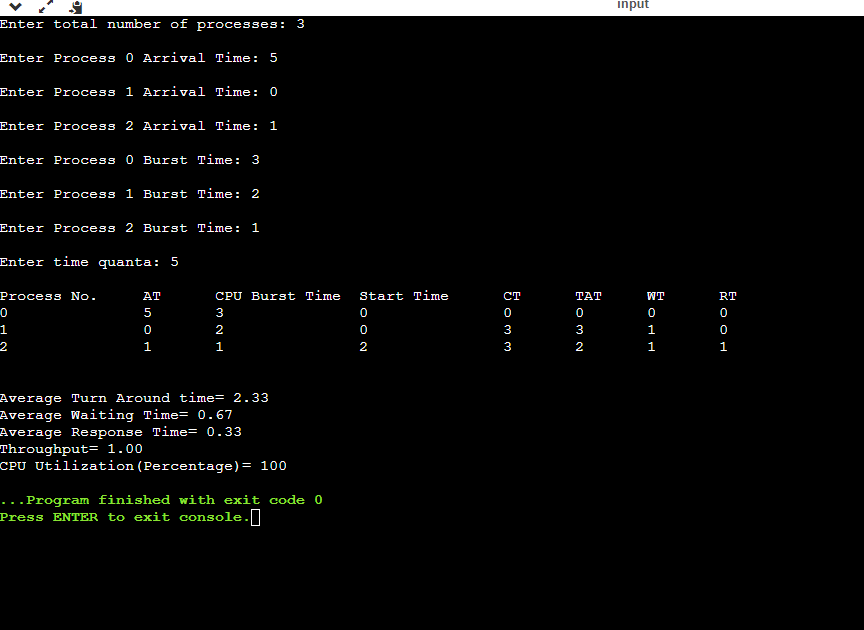 input
Enter total number of processes: 3
Enter Process 0 Arrival Time: 5
Enter Process 1 Arrival Time: 0
Enter Process 2 Arrival Time: 1
Enter Process 0 Burst Time: 3
Enter Process 1 Burst Time: 2
Enter Process 2 Burst Time: 1
Enter time quanta: 5
Process No. AT CPU Burst Time Start Time CT TAT WT RT
0 5 3 0 0 0 0 0
1 0 2 0 3 3 1 0
2 1 1 2 3 2 1 1
Average Turn Around time= 2.33
Average Waiting Time= 0.67
Average Response Time= 0.33
Throughput= 1.00
CPU Utilization(Percentage)= 100
...Program finished with exit code 0
Press ENTER to exit console.